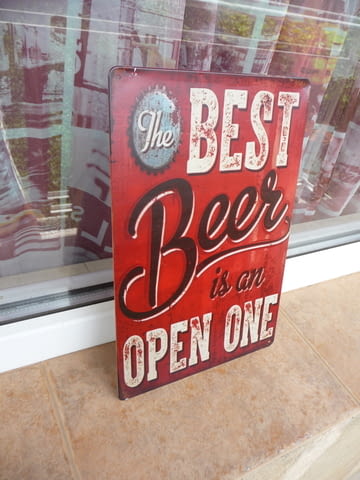 The BEST
Beer
is an
OPEN ONE